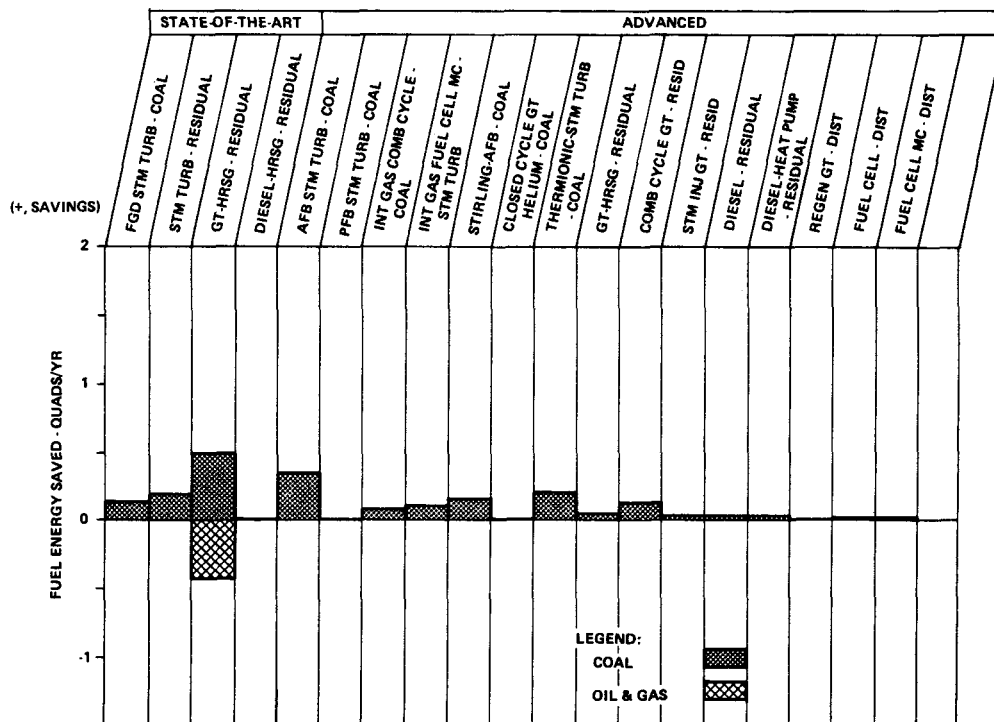 STATE-OF-THE-ART
ADVANCED
FGD STM TURB - COAL
STM TURB - RESIDUAL
GT-HRSG - RESIDUAL
DIESEL-HRSG - RESIDUAL
AFB STM TURB - COAL
PFB STM TURB - COAL
INT GAS COMB CYCLE -
COAL
INT GAS FUEL CELL MC -
STM TURB
STIRLING-AFB - COAL
CLOSED CYCLE GT
HELIUM - COAL
THERMIONIC-STM TURB
- COAL
GT-HRSG - RESIDUAL
COMB CYCLE GT - RESID
STM INJ GT - RESID
DIESEL - RESIDUAL
DIESEL-HEAT PUMP
- RESIDUAL
REGEN GT - DIST
FUEL CELL - DIST
FUEL CELL MC - DIST
(+, SAVINGS)
2
1
0
-1
FUEL ENERGY SAVED - QUADS/YR
LEGEND:
COAL
OIL & GAS